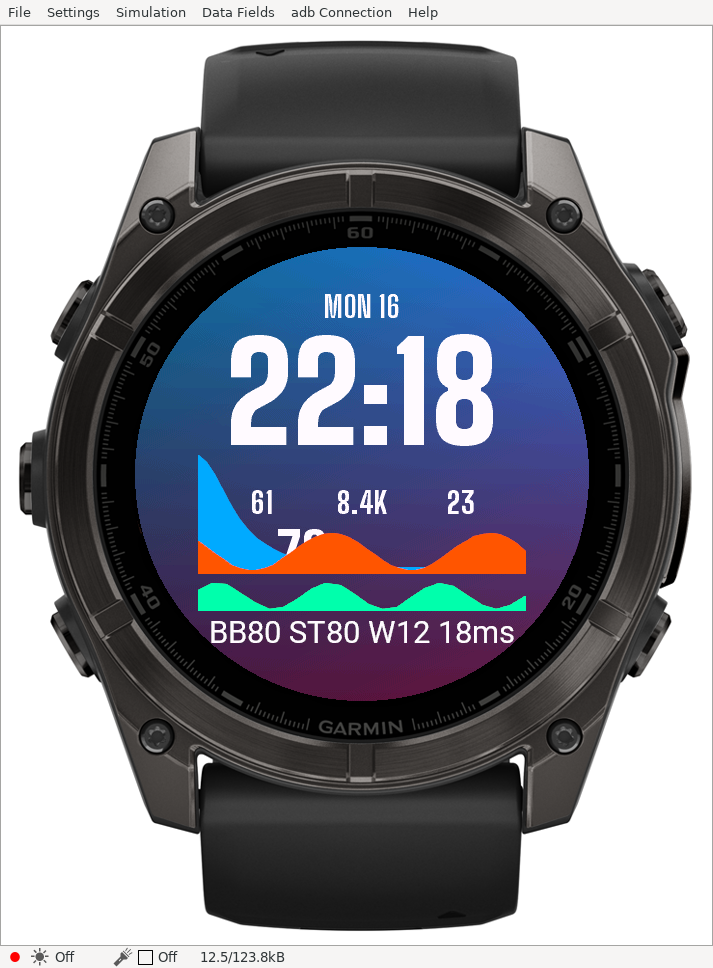 File Settings Simulation Data Fields adb Connection Help
60
MON 16
22:18
50
61 8.4K 23
40
20
BB80 ST80 W12 18ms
GARMIN
Off Off 12.5/123.8kB